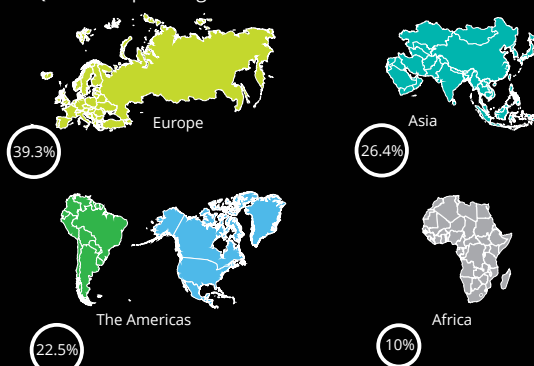 Europe
39.3%
Asia
26.4%
The Americas
22.5%
Africa
10%